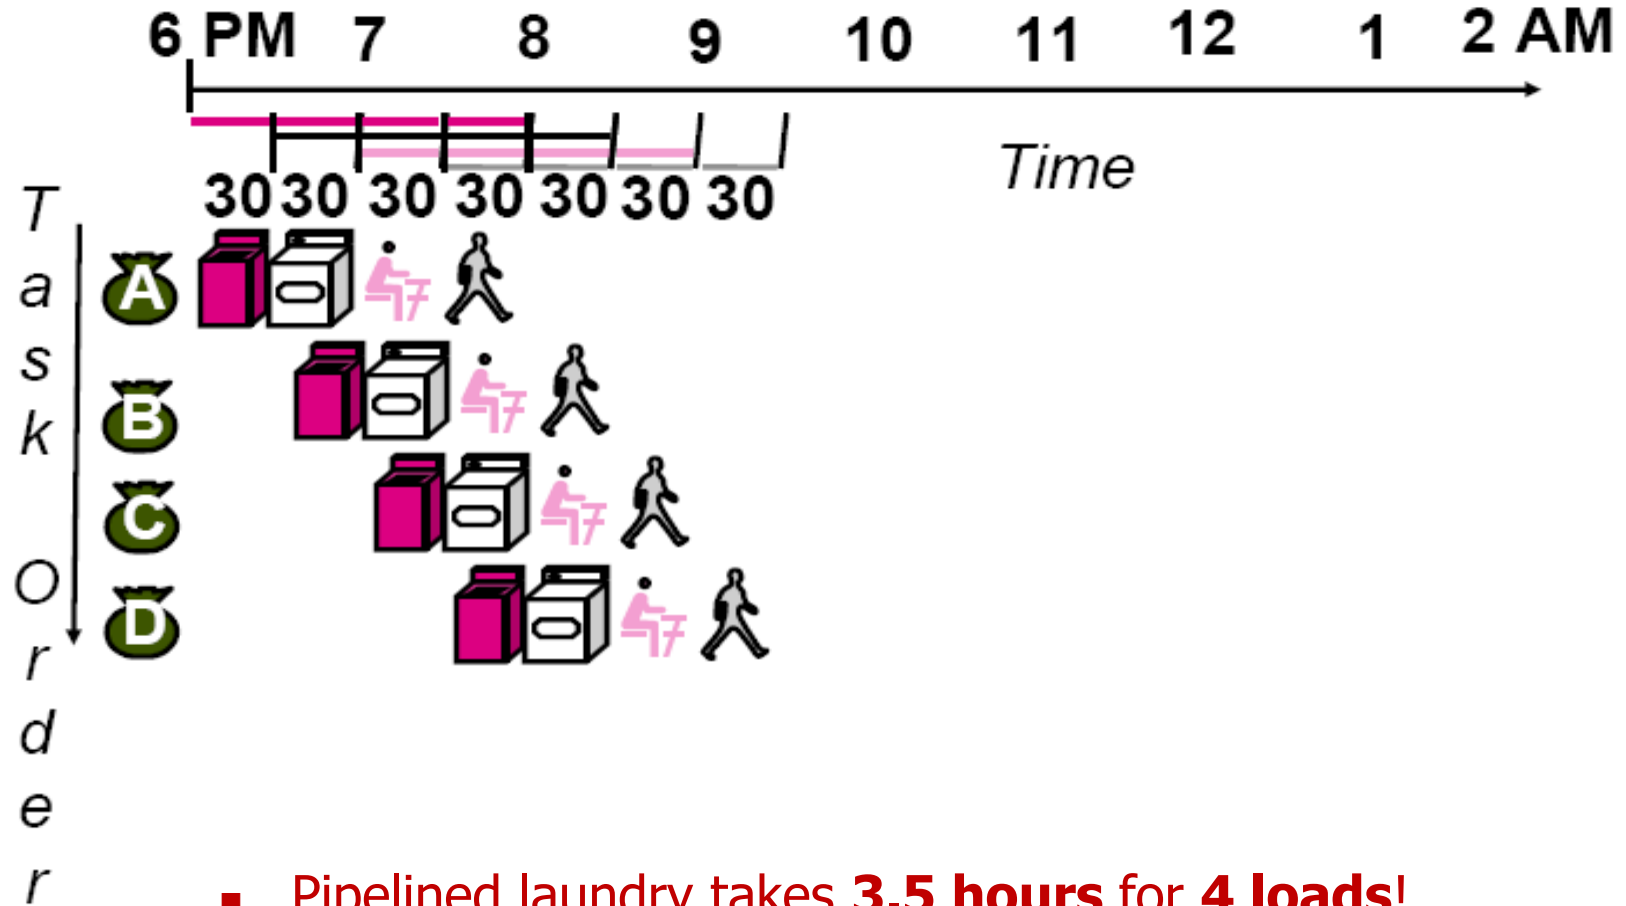 6 PM 7 8 9 10 11 12 1 2 AM
Time
30 30 30 30 30 30 30
Task Order
A
B
C
D
▪ Pipelined laundry takes 3.5 hours for 4 loads!